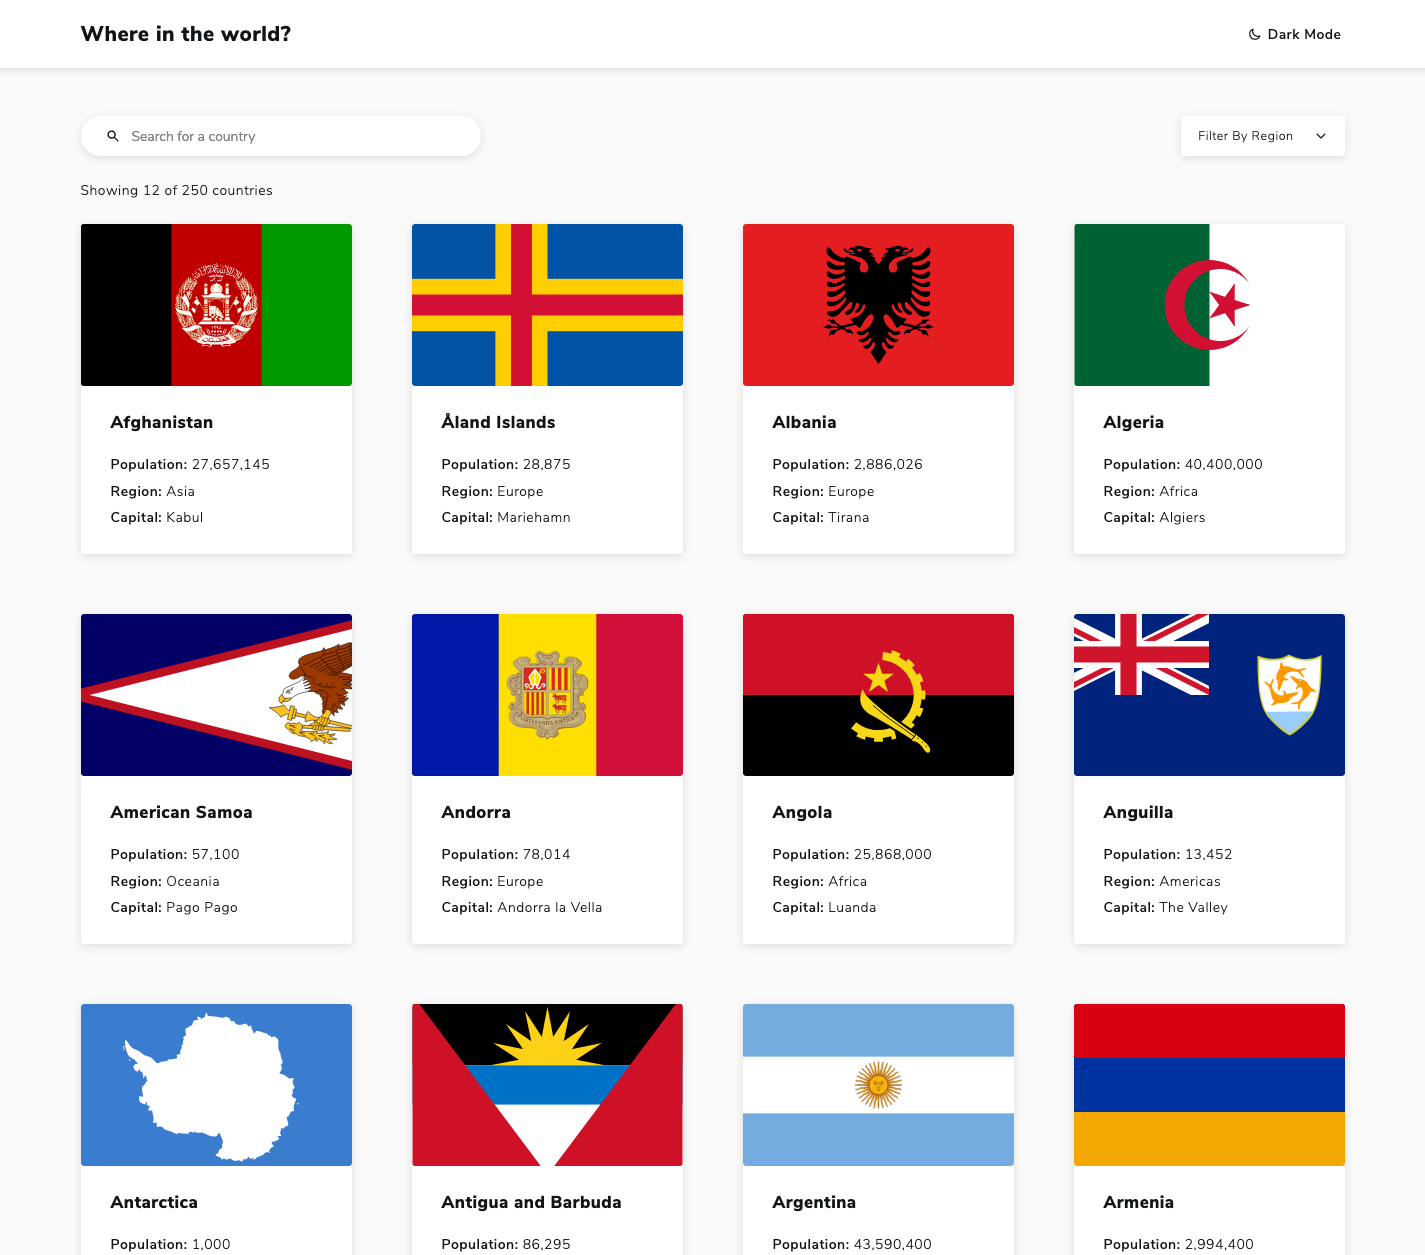 Where in the world?
Dark Mode
Search for a country
Filter By Region
Showing 12 of 250 countries
Afghanistan
Population: 27,657,145
Region: Asia
Capital: Kabul
Åland Islands
Population: 28,875
Region: Europe
Capital: Mariehamn
Albania
Population: 2,886,026
Region: Europe
Capital: Tirana
Algeria
Population: 40,400,000
Region: Africa
Capital: Algiers
American Samoa
Population: 57,100
Region: Oceania
Capital: Pago Pago
Andorra
Population: 78,014
Region: Europe
Capital: Andorra la Vella
Angola
Population: 25,868,000
Region: Africa
Capital: Luanda
Anguilla
Population: 13,452
Region: Americas
Capital: The Valley
Antarctica
Population: 1,000
Antigua and Barbuda
Population: 86,295
Argentina
Population: 43,590,400
Armenia
Population: 2,994,400